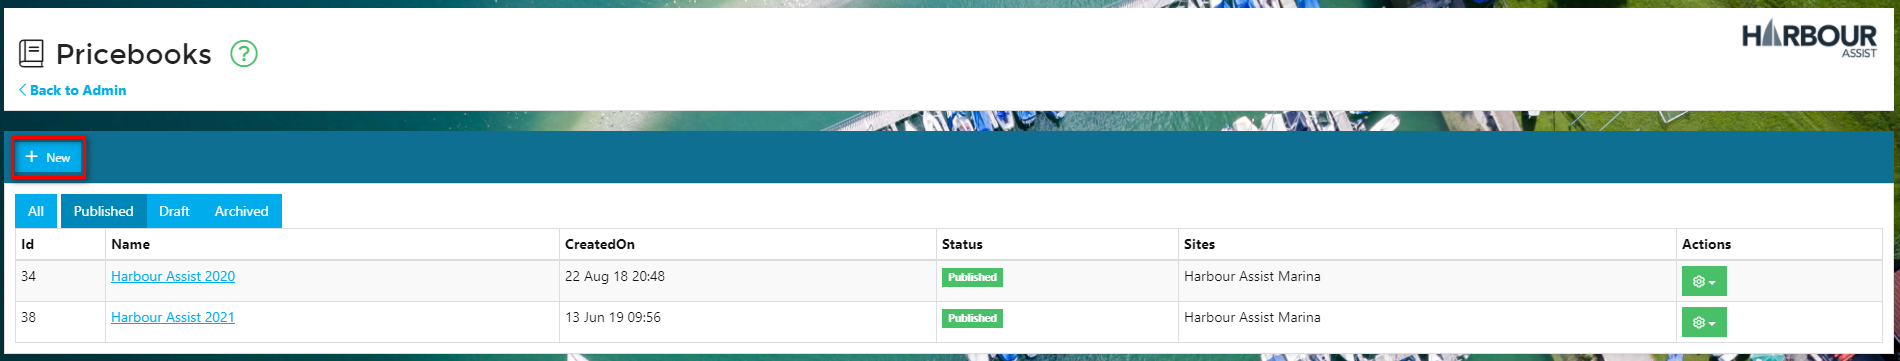 Pricebooks ?
HARBOUR
ASSIST
Back to Admin
+ New
All Published Draft Archived
Id Name CreatedOn Status Sites Actions
34 Harbour Assist 2020 22 Aug 18 20:48 Published Harbour Assist Marina
38 Harbour Assist 2021 13 Jun 19 09:56 Published Harbour Assist Marina